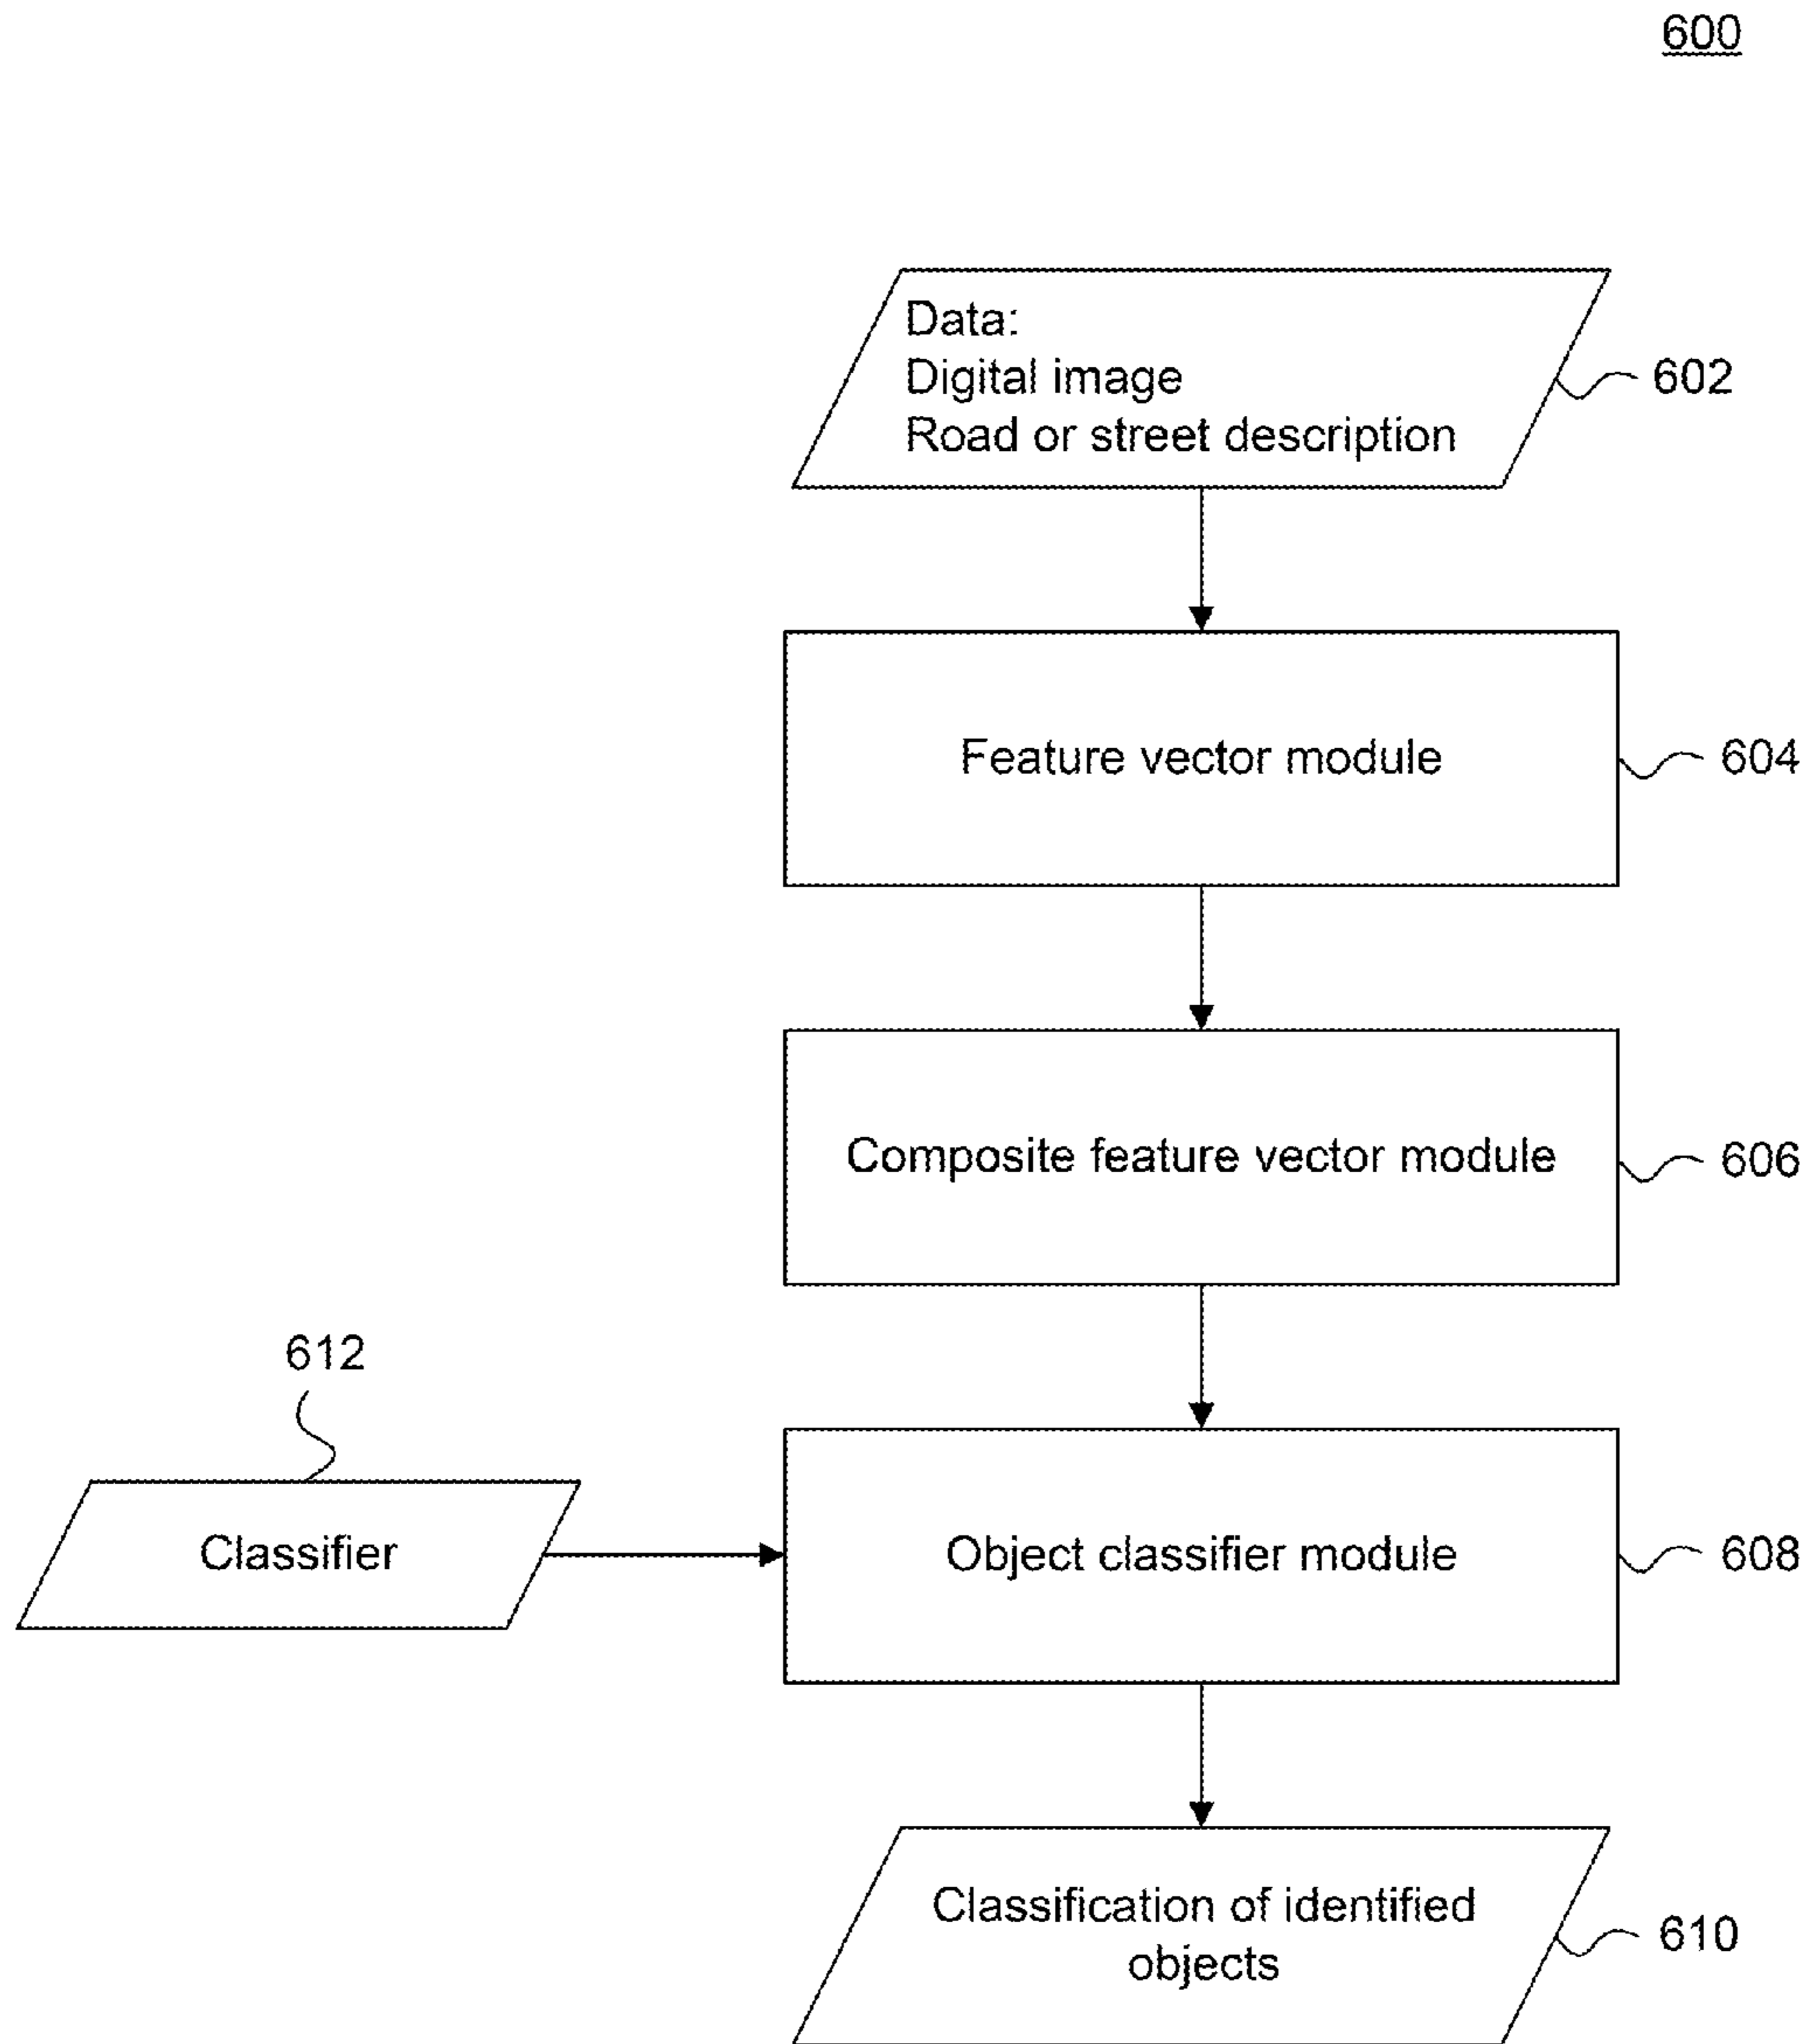 600
Data:
Digital image
Road or street description
602
Feature vector module
604
Composite feature vector module
606
612
Classifier
Object classifier module
608
Classification of identified
objects
610